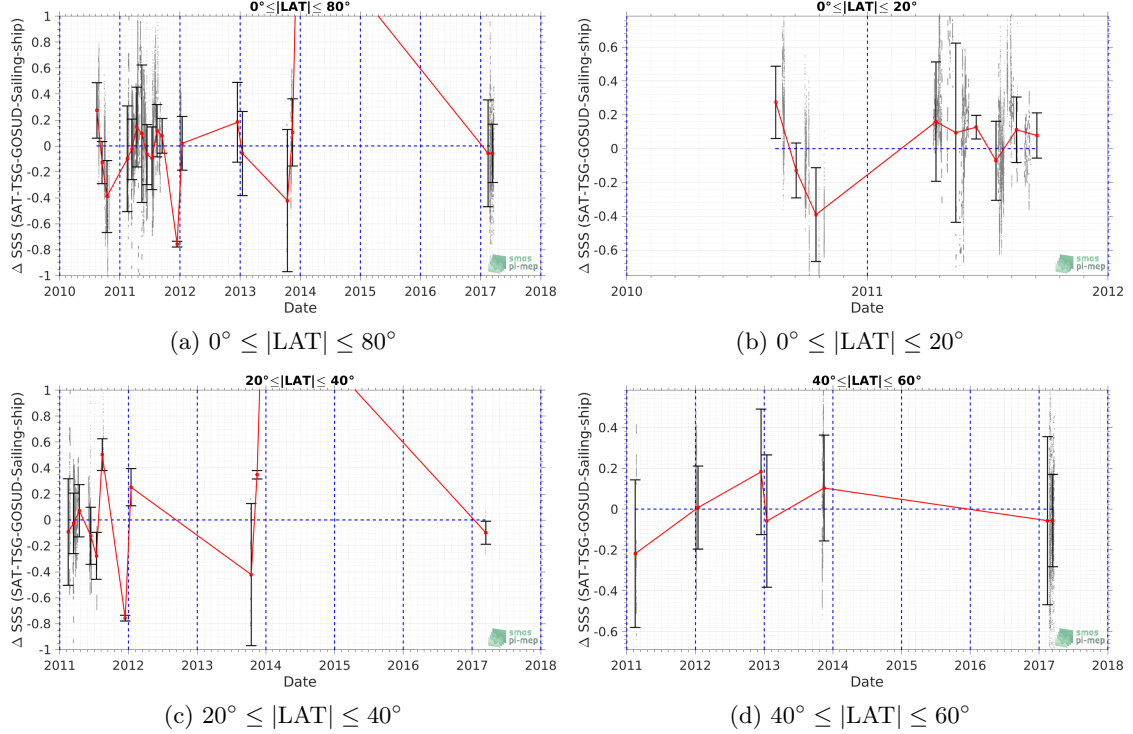 0°≤|LAT|≤ 80°
Δ SSS (SAT-TSG-GOSUD-Sailing-ship)
1
0.8
0.6
0.4
0.2
0
-0.2
-0.4
-0.6
-0.8
-1
2010 2011 2012 2013 2014 2015 2016 2017 2018
Date
smos
pi-mep
(a) 0° ≤ |LAT| ≤ 80°
0°≤|LAT|≤ 20°
Δ SSS (SAT-TSG-GOSUD-Sailing-ship)
0.6
0.4
0.2
0
-0.2
-0.4
-0.6
2010 2011 2012
Date
smos
pi-mep
(b) 0° ≤ |LAT| ≤ 20°
20°≤|LAT|≤ 40°
Δ SSS (SAT-TSG-GOSUD-Sailing-ship)
1
0.8
0.6
0.4
0.2
0
-0.2
-0.4
-0.6
-0.8
-1
2011 2012 2013 2014 2015 2016 2017 2018
Date
smos
pi-mep
(c) 20° ≤ |LAT| ≤ 40°
40°≤|LAT|≤ 60°
Δ SSS (SAT-TSG-GOSUD-Sailing-ship)
0.4
0.2
0
-0.2
-0.4
-0.6
2011 2012 2013 2014 2015 2016 2017 2018
Date
smos
pi-mep
(d) 40° ≤ |LAT| ≤ 60°